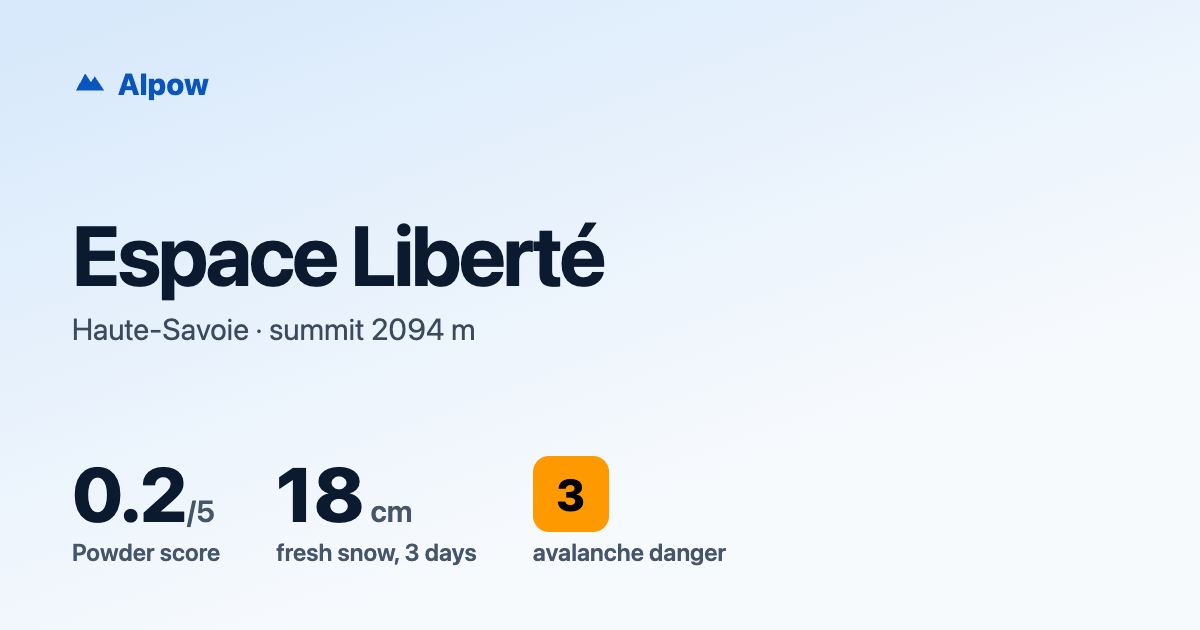 Alpow
Espace Liberté
Haute-Savoie · summit 2094 m
0.2/5
Powder score
18 cm
fresh snow, 3 days
3
avalanche danger